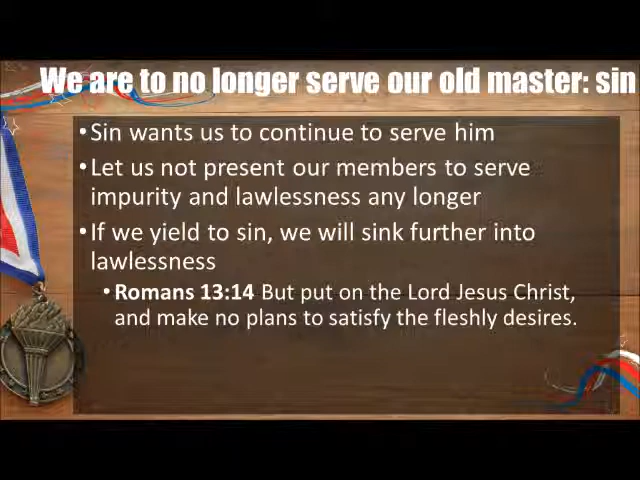 We are to no longer serve our old master: sin
•Sin wants us to continue to serve him
•Let us not present our members to serve
impurity and lawlessness any longer
•If we yield to sin, we will sink further into
lawlessness
•Romans 13:14 But put on the Lord Jesus Christ,
and make no plans to satisfy the fleshly desires.